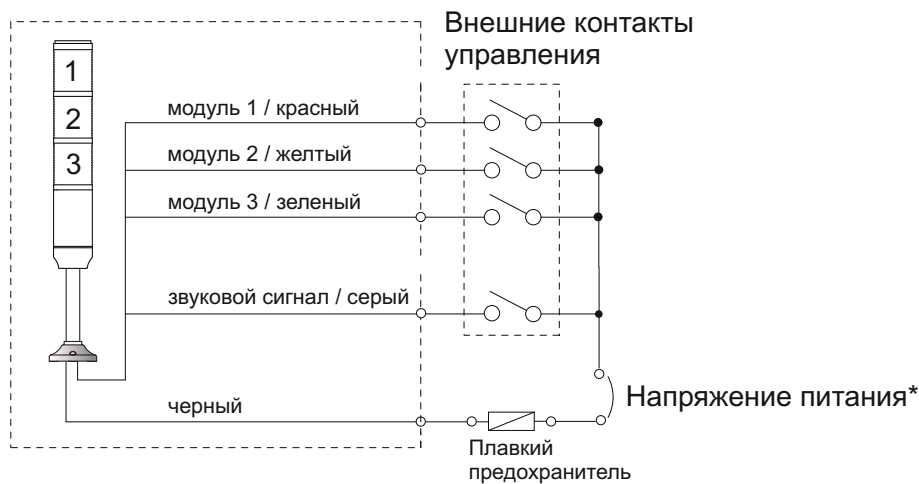 Внешние контакты
управления
1
2
3
модуль 1 / красный
модуль 2 / желтый
модуль 3 / зеленый
звуковой сигнал / серый
черный
Напряжение питания*
Плавкий
предохранитель